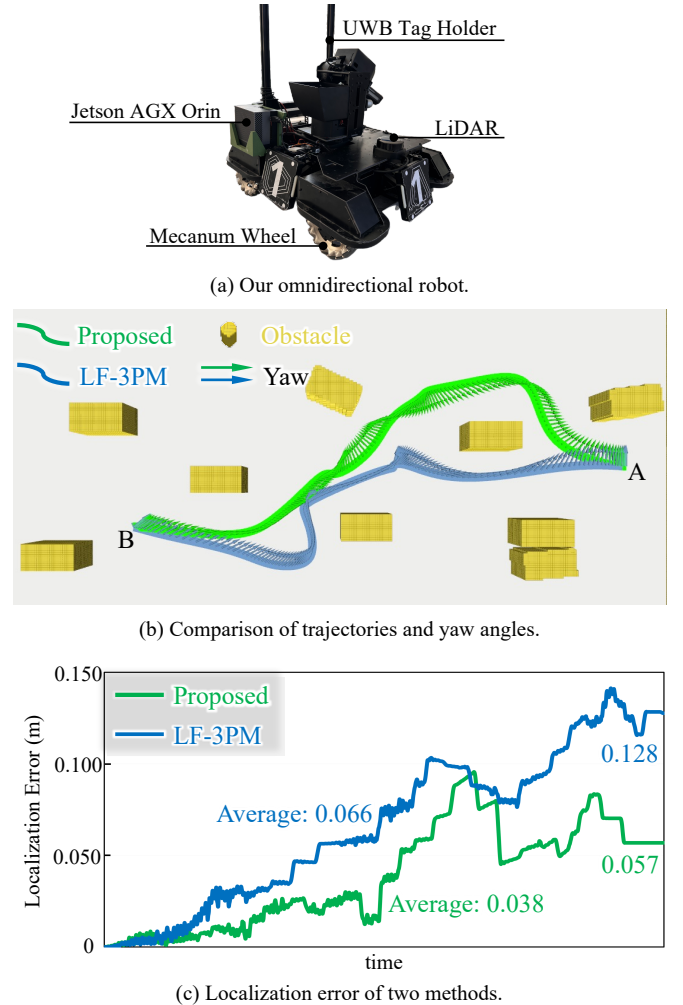 UWB Tag Holder
Jetson AGX Orin
LiDAR
1
1
Mecanum Wheel
(a) Our omnidirectional robot.
Proposed
Obstacle
LF-3PM
Yaw
A
B
(b) Comparison of trajectories and yaw angles.
0.150
Proposed
LF-3PM
0.128
0.100
Average: 0.066
Localization Error (m)
0.050
0.057
Average: 0.038
0
time
(c) Localization error of two methods.